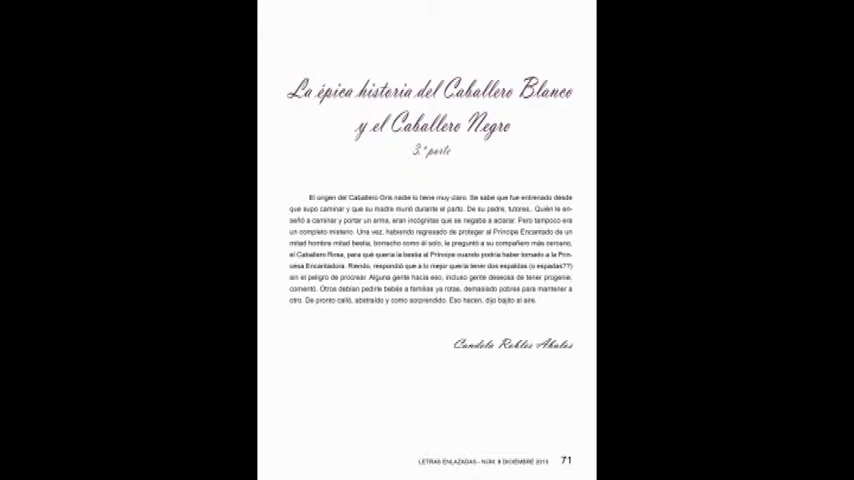 La épica historia del Caballero Blanco
y el Caballero Negro
3.ª parte
El origen del Caballero Gris nadie lo tiene muy claro. Se sabe que fue entrenado desde
que supo caminar y que su madre murió durante el parto. De su padre, tutores,. Quién le en-
señó a caminar y portar un arma, eran incógnitas que se negaba a aclarar. Pero tampoco era
un completo misterio. Una vez, habiendo regresado de proteger al Príncipe Encantado de un
mitad hombre mitad bestia, borracho como él solo, le preguntó a su compañero más cercano,
el Caballero Rosa, para qué quería la bestia al Príncipe cuando podría haber tomado a la Prin-
cesa Encantadora. Riendo, respondió que a lo mejor quería tener dos espaldas (o espadas??)
sin el peligro de procrear. Alguna gente hacía eso, incluso gente deseosa de tener progenie,
comentó. Otros debían pedirle bebés a familias ya rotas, demasiado pobres para mantener a
otro. De pronto calló, abstraído y como sorprendido. Eso hacen, dijo bajito al aire.
Candela Robles Abalos
LETRAS ENLAZADAS - NÚM. 8 DICIEMBRE 2013 71